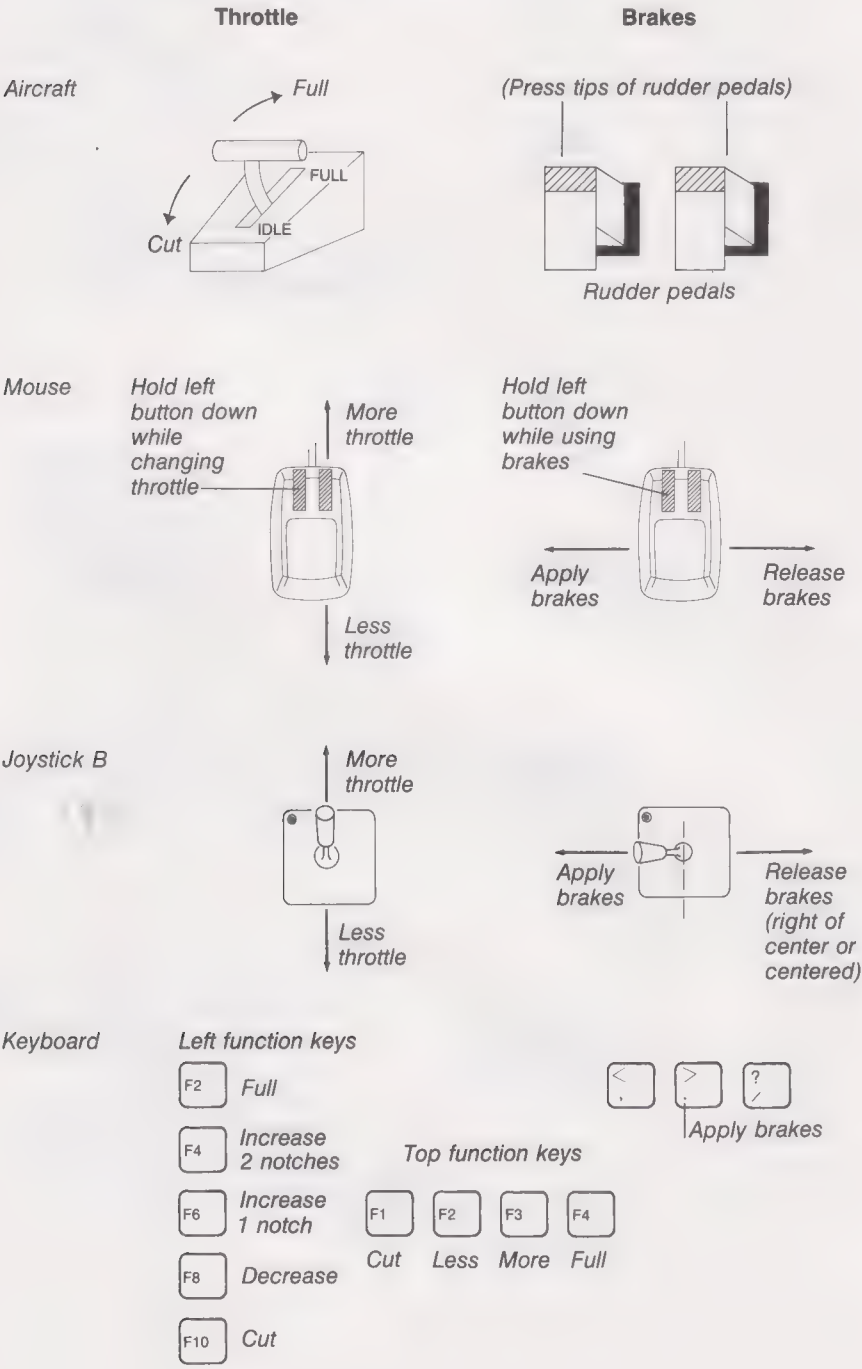 Throttle
Brakes
Aircraft
Full
FULL
IDLE
Cut
(Press tips of rudder pedals)
Rudder pedals
Mouse
Hold left
button down
while
changing
throttle
More
throttle
Less
throttle
Hold left
button down
while using
brakes
Apply
brakes
Release
brakes
Joystick B
More
throttle
Less
throttle
Apply
brakes
Release
brakes
(right of
center or
centered)
Keyboard
Left function keys
F2 Full
F4 Increase
2 notches
F6 Increase
1 notch
F8 Decrease
F10 Cut
Top function keys
F1 F2 F3 F4
Cut Less More Full
< > ?
, . /
Apply brakes